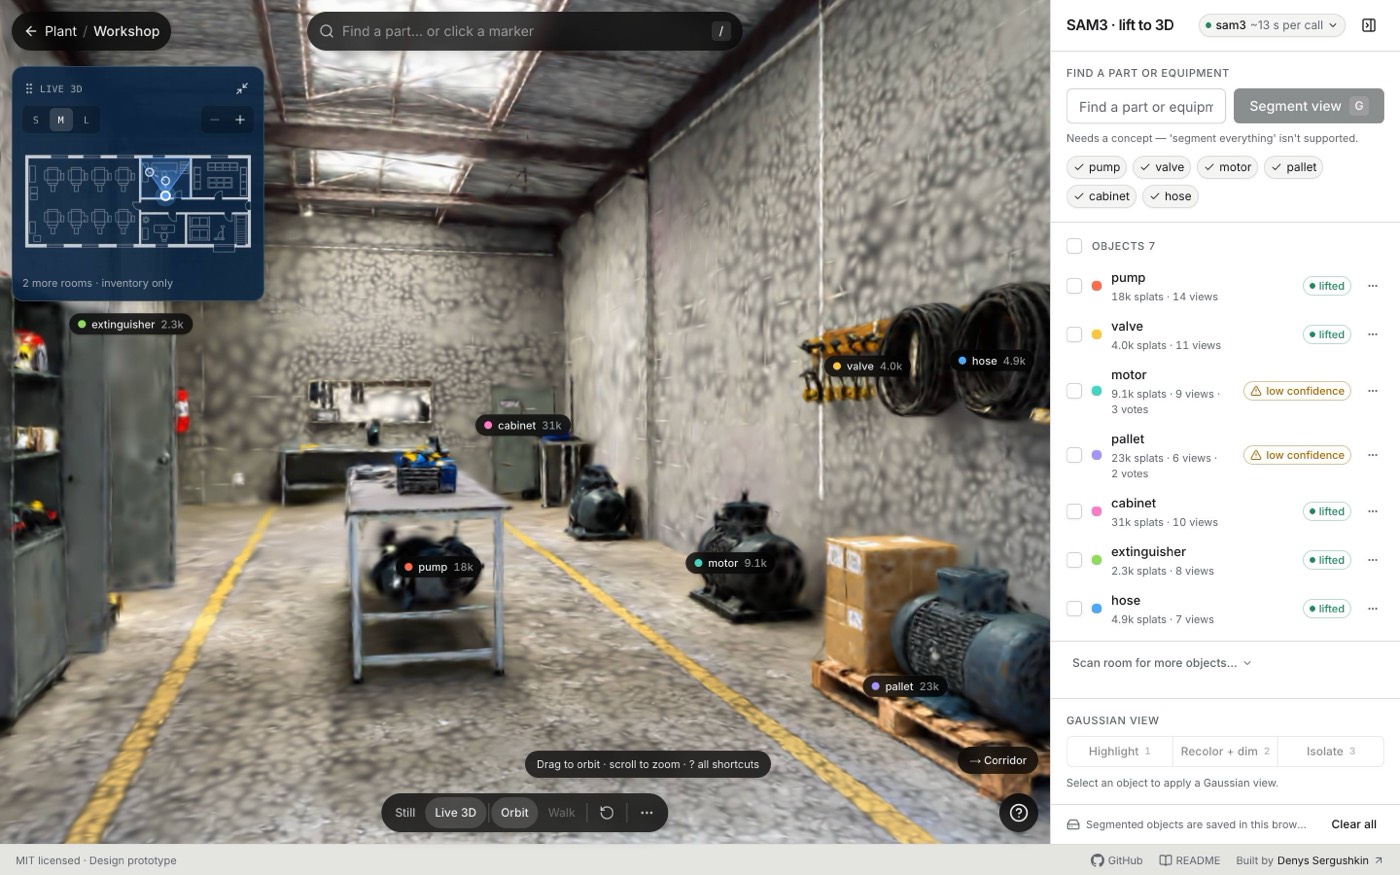 Plant / Workshop
Find a part... or click a marker
/
LIVE 3D
S M L
2 more rooms · inventory only
extinguisher 2.3k
valve 4.0k
hose 4.9k
cabinet 31k
pump 18k
motor 9.1k
pallet 23k
Drag to orbit · scroll to zoom · ? all shortcuts
→ Corridor
Still Live 3D Orbit Walk
SAM3 · lift to 3D
sam3 ~13 s per call
FIND A PART OR EQUIPMENT
Find a part or equipm
Segment view G
Needs a concept — 'segment everything' isn't supported.
pump valve motor pallet
cabinet hose
OBJECTS 7
pump
18k splats · 14 views
lifted
valve
4.0k splats · 11 views
lifted
motor
9.1k splats · 9 views ·
3 votes
low confidence
pallet
23k splats · 6 views ·
2 votes
low confidence
cabinet
31k splats · 10 views
lifted
extinguisher
2.3k splats · 8 views
lifted
hose
4.9k splats · 7 views
lifted
Scan room for more objects...
GAUSSIAN VIEW
Highlight 1 Recolor + dim 2 Isolate 3
Select an object to apply a Gaussian view.
Segmented objects are saved in this brow...
Clear all
MIT licensed · Design prototype
GitHub README Built by Denys Sergushkin ↗